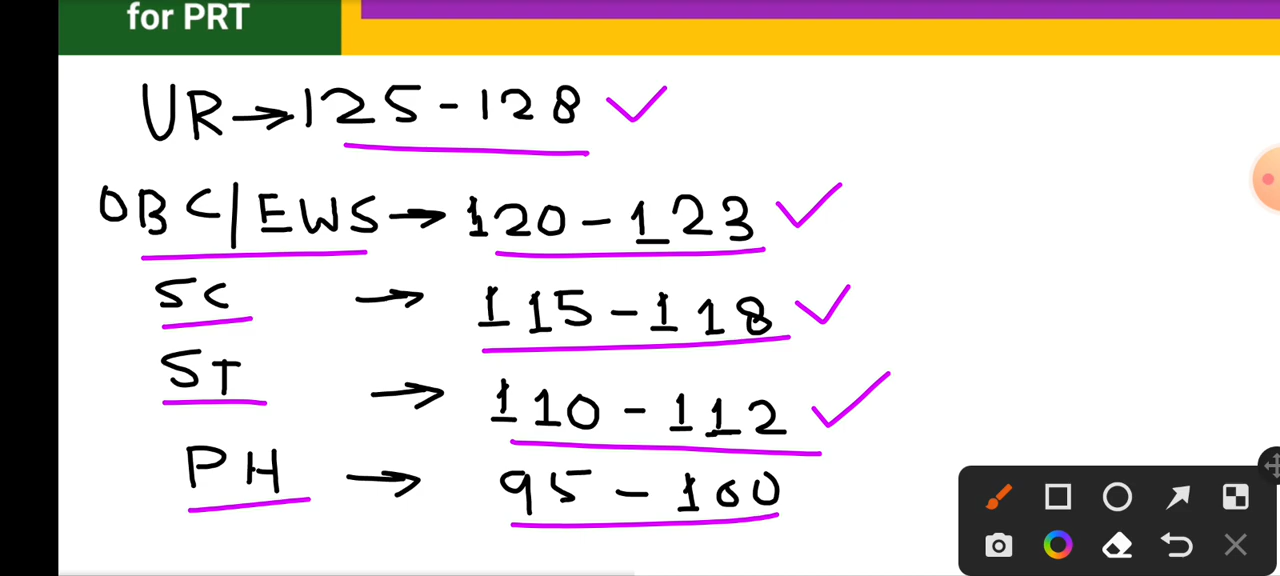 for PRT
UR→125-128 ✓
OBC/EWS→120-123 ✓
SC → 115-118 ✓
ST → 110-112 ✓
PH → 95-100